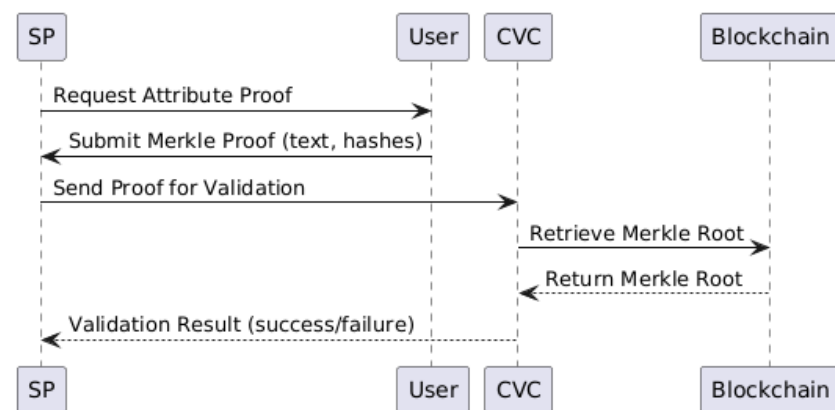 SP User CVC Blockchain
Request Attribute Proof
Submit Merkle Proof (text, hashes)
Send Proof for Validation
Retrieve Merkle Root
Return Merkle Root
Validation Result (success/failure)
SP User CVC Blockchain